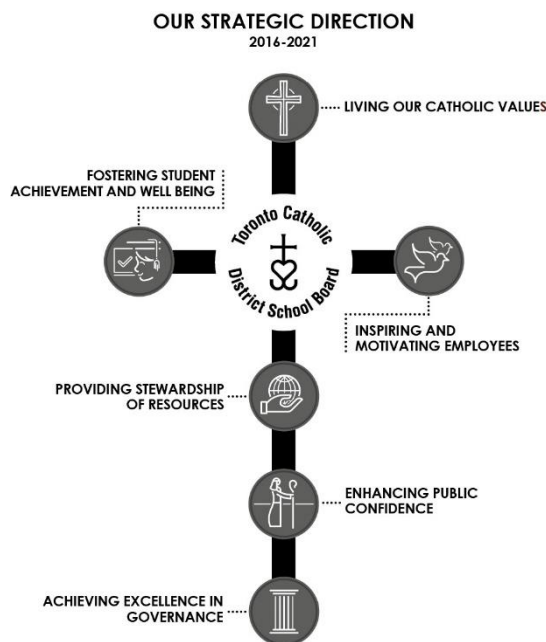 OUR STRATEGIC DIRECTION
2016-2021
LIVING OUR CATHOLIC VALUES
FOSTERING STUDENT
ACHIEVEMENT AND WELL BEING
Toronto Catholic
District School Board
INSPIRING AND
MOTIVATING EMPLOYEES
PROVIDING STEWARDSHIP
OF RESOURCES
ENHANCING PUBLIC
CONFIDENCE
ACHIEVING EXCELLENCE IN
GOVERNANCE